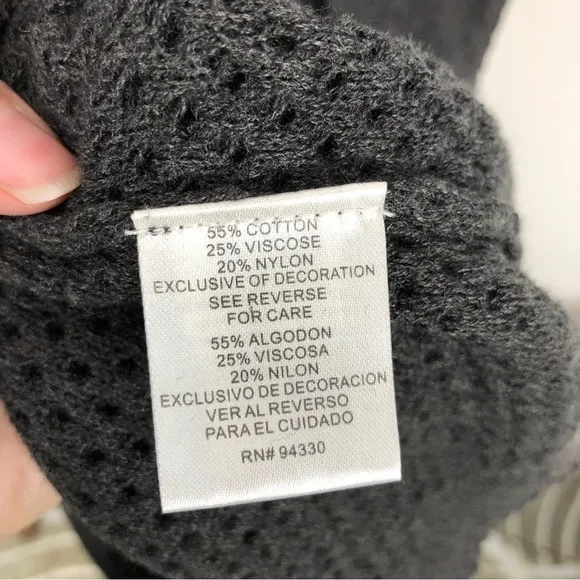 55% COTTON
25% VISCOSE
20% NYLON
EXCLUSIVE OF DECORATION
SEE REVERSE
FOR CARE
55% ALGODON
25% VISCOSA
20% NILON
EXCLUSIVO DE DECORACION
VER AL REVERSO
PARA EL CUIDADO
RN# 94330